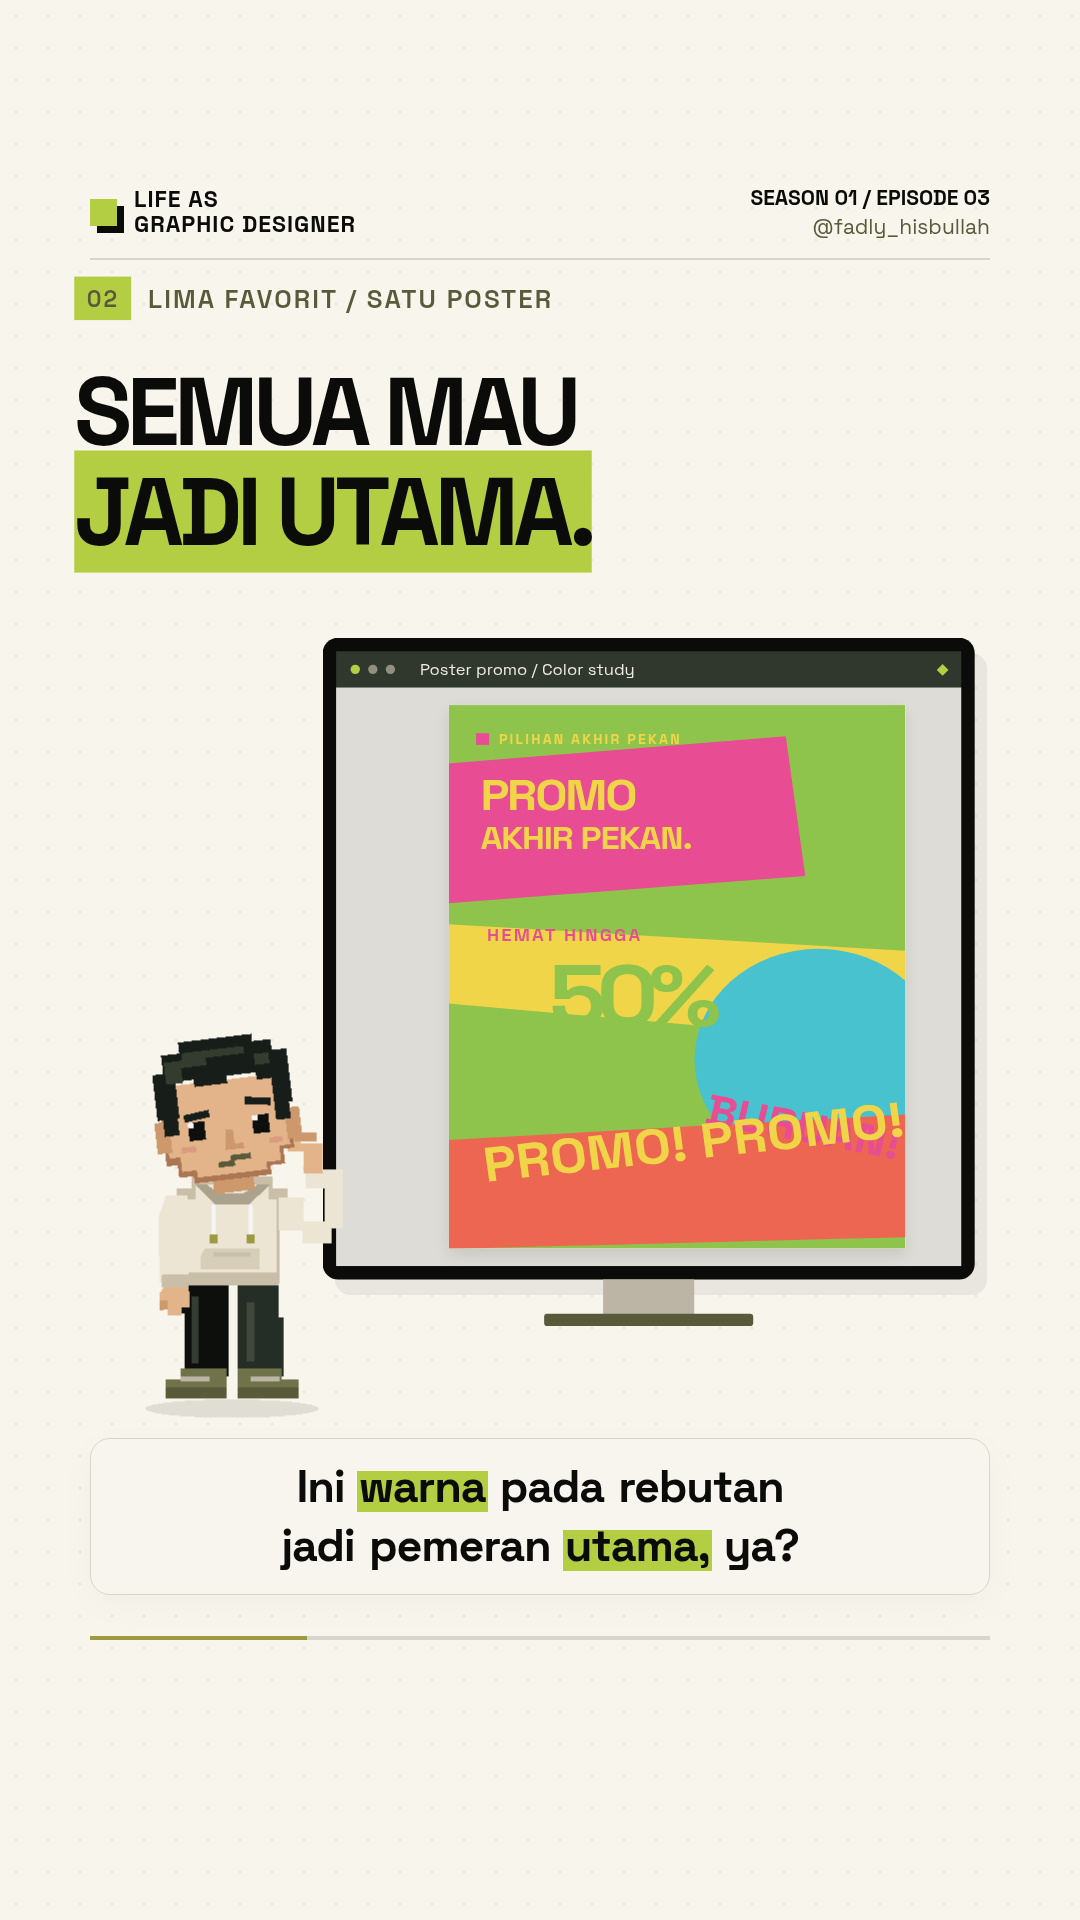 LIFE AS
GRAPHIC DESIGNER
SEASON 01 / EPISODE 03
@fadly_hisbullah
02 LIMA FAVORIT / SATU POSTER
SEMUA MAU
JADI UTAMA.
Poster promo / Color study
PILIHAN AKHIR PEKAN
PROMO
AKHIR PEKAN.
HEMAT HINGGA
50%
PROMO! PROMO!
Ini warna pada rebutan
jadi pemeran utama, ya?